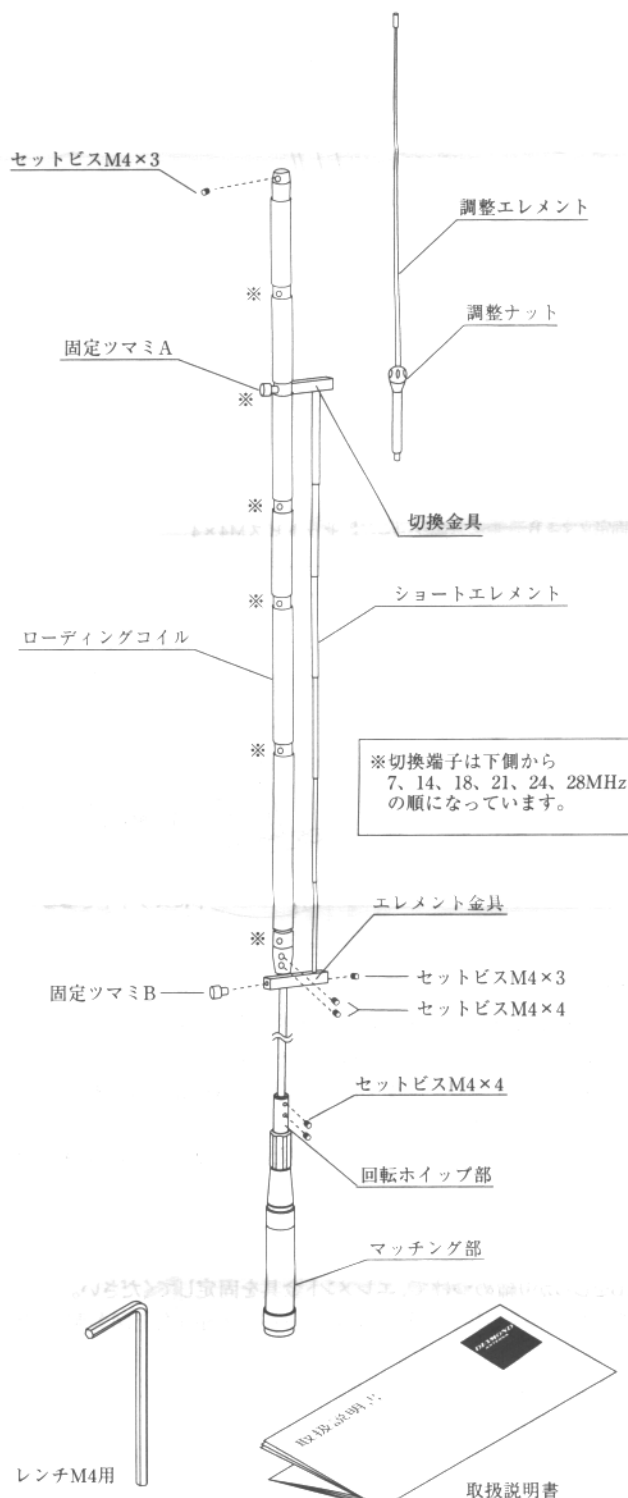 セットビスM4×3
調整エレメント
※
調整ナット
固定ツマミA
※
※
切換金具
※
ショートエレメント
ローディングコイル
※
※切換端子は下側から
7、14、18、21、24、28MHz
の順になっています。
エレメント金具
※
セットビスM4×3
固定ツマミB
セットビスM4×4
セットビスM4×4
回転ホイップ部
マッチング部
DIAMOND
ANTENNA
取扱説明書
レンチM4用
取扱説明書